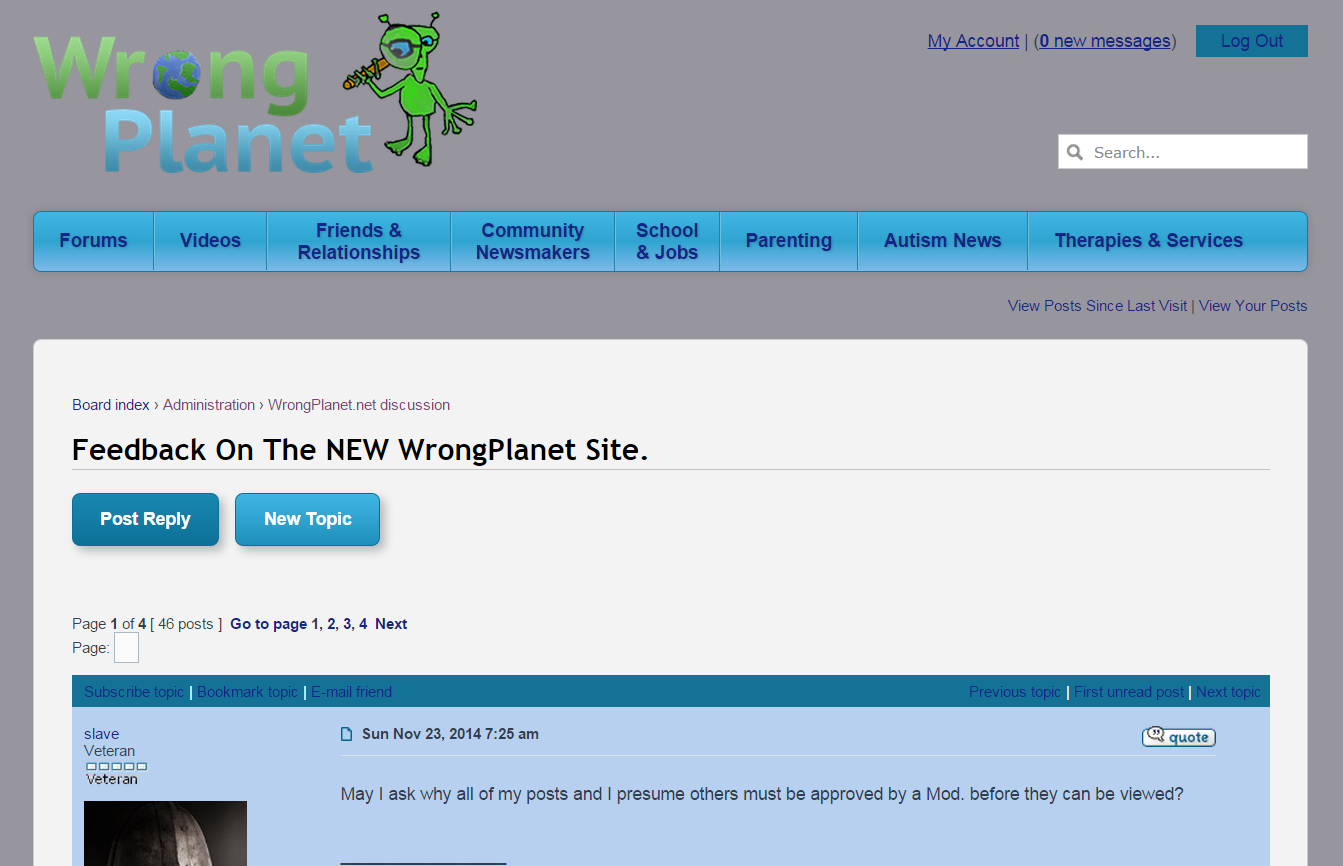 Wrong
Planet
My Account | (0 new messages)
Log Out
Search...
Forums
Videos
Friends &
Relationships
Community
Newsmakers
School
& Jobs
Parenting
Autism News
Therapies & Services
View Posts Since Last Visit | View Your Posts
Board index › Administration › WrongPlanet.net discussion
Feedback On The NEW WrongPlanet Site.
Post Reply
New Topic
Page 1 of 4 [ 46 posts ] Go to page 1, 2, 3, 4 Next
Page:
Subscribe topic | Bookmark topic | E-mail friend
Previous topic | First unread post | Next topic
slave
Veteran
Veteran
Sun Nov 23, 2014 7:25 am
quote
May I ask why all of my posts and I presume others must be approved by a Mod. before they can be viewed?